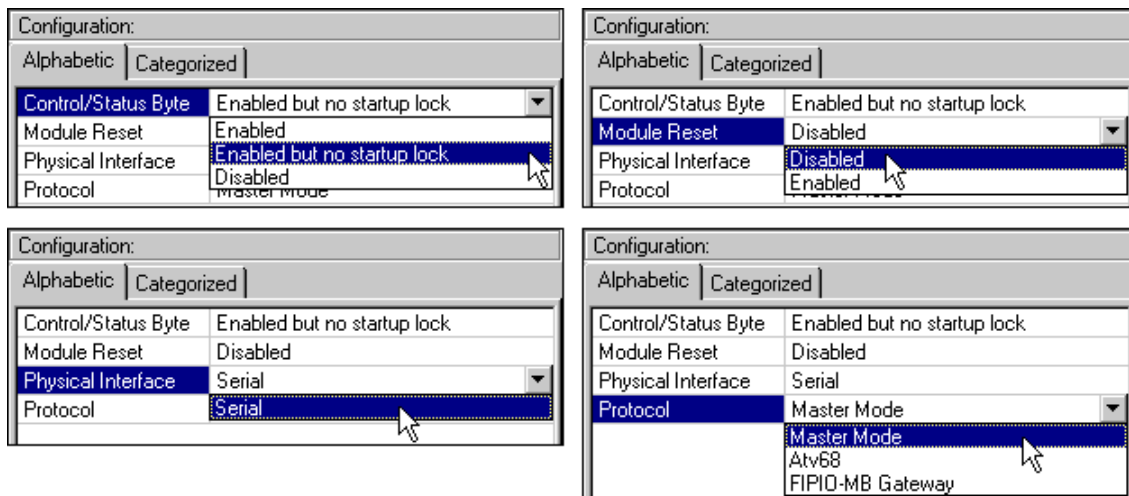 Configuration:
Alphabetic Categorized
Control/Status Byte Enabled but no startup lock
Module Reset Enabled
Physical Interface Enabled but no startup lock
Disabled
Protocol Master Mode
Configuration:
Alphabetic Categorized
Control/Status Byte Enabled but no startup lock
Module Reset Disabled
Physical Interface Disabled
Protocol Enabled
Configuration:
Alphabetic Categorized
Control/Status Byte Enabled but no startup lock
Module Reset Disabled
Physical Interface Serial
Protocol Serial
Configuration:
Alphabetic Categorized
Control/Status Byte Enabled but no startup lock
Module Reset Disabled
Physical Interface Serial
Protocol Master Mode
Master Mode
Atv68
FIPIO-MB Gateway